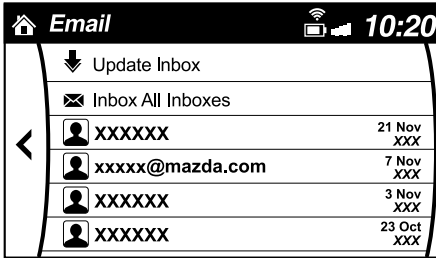 Email 10:20
Update Inbox
Inbox All Inboxes
XXXXXX 21 Nov
XXX
xxxxx@mazda.com 7 Nov
XXX
XXXXXX 3 Nov
XXX
XXXXXX 23 Oct
XXX